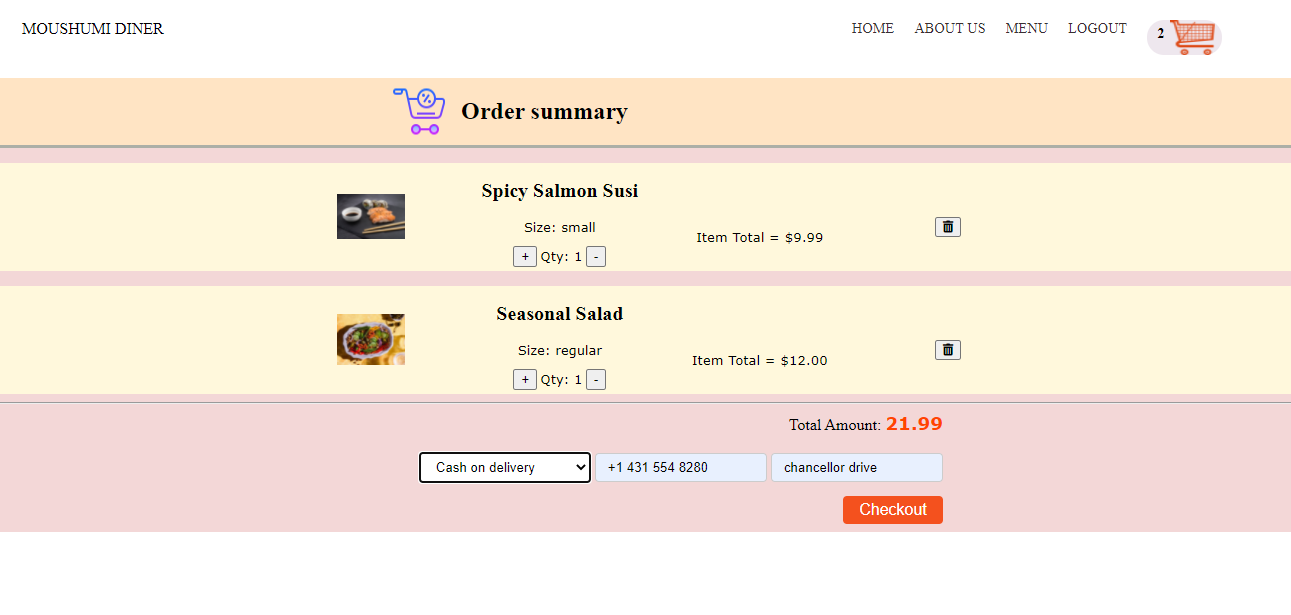 MOUSHUMI DINER
HOME ABOUT US MENU LOGOUT 2
Order summary
Spicy Salmon Susi
Size: small
Item Total = $9.99
+ Qty: 1 -
Seasonal Salad
Size: regular
Item Total = $12.00
+ Qty: 1 -
Total Amount: 21.99
Cash on delivery +1 431 554 8280 chancellor drive
Checkout